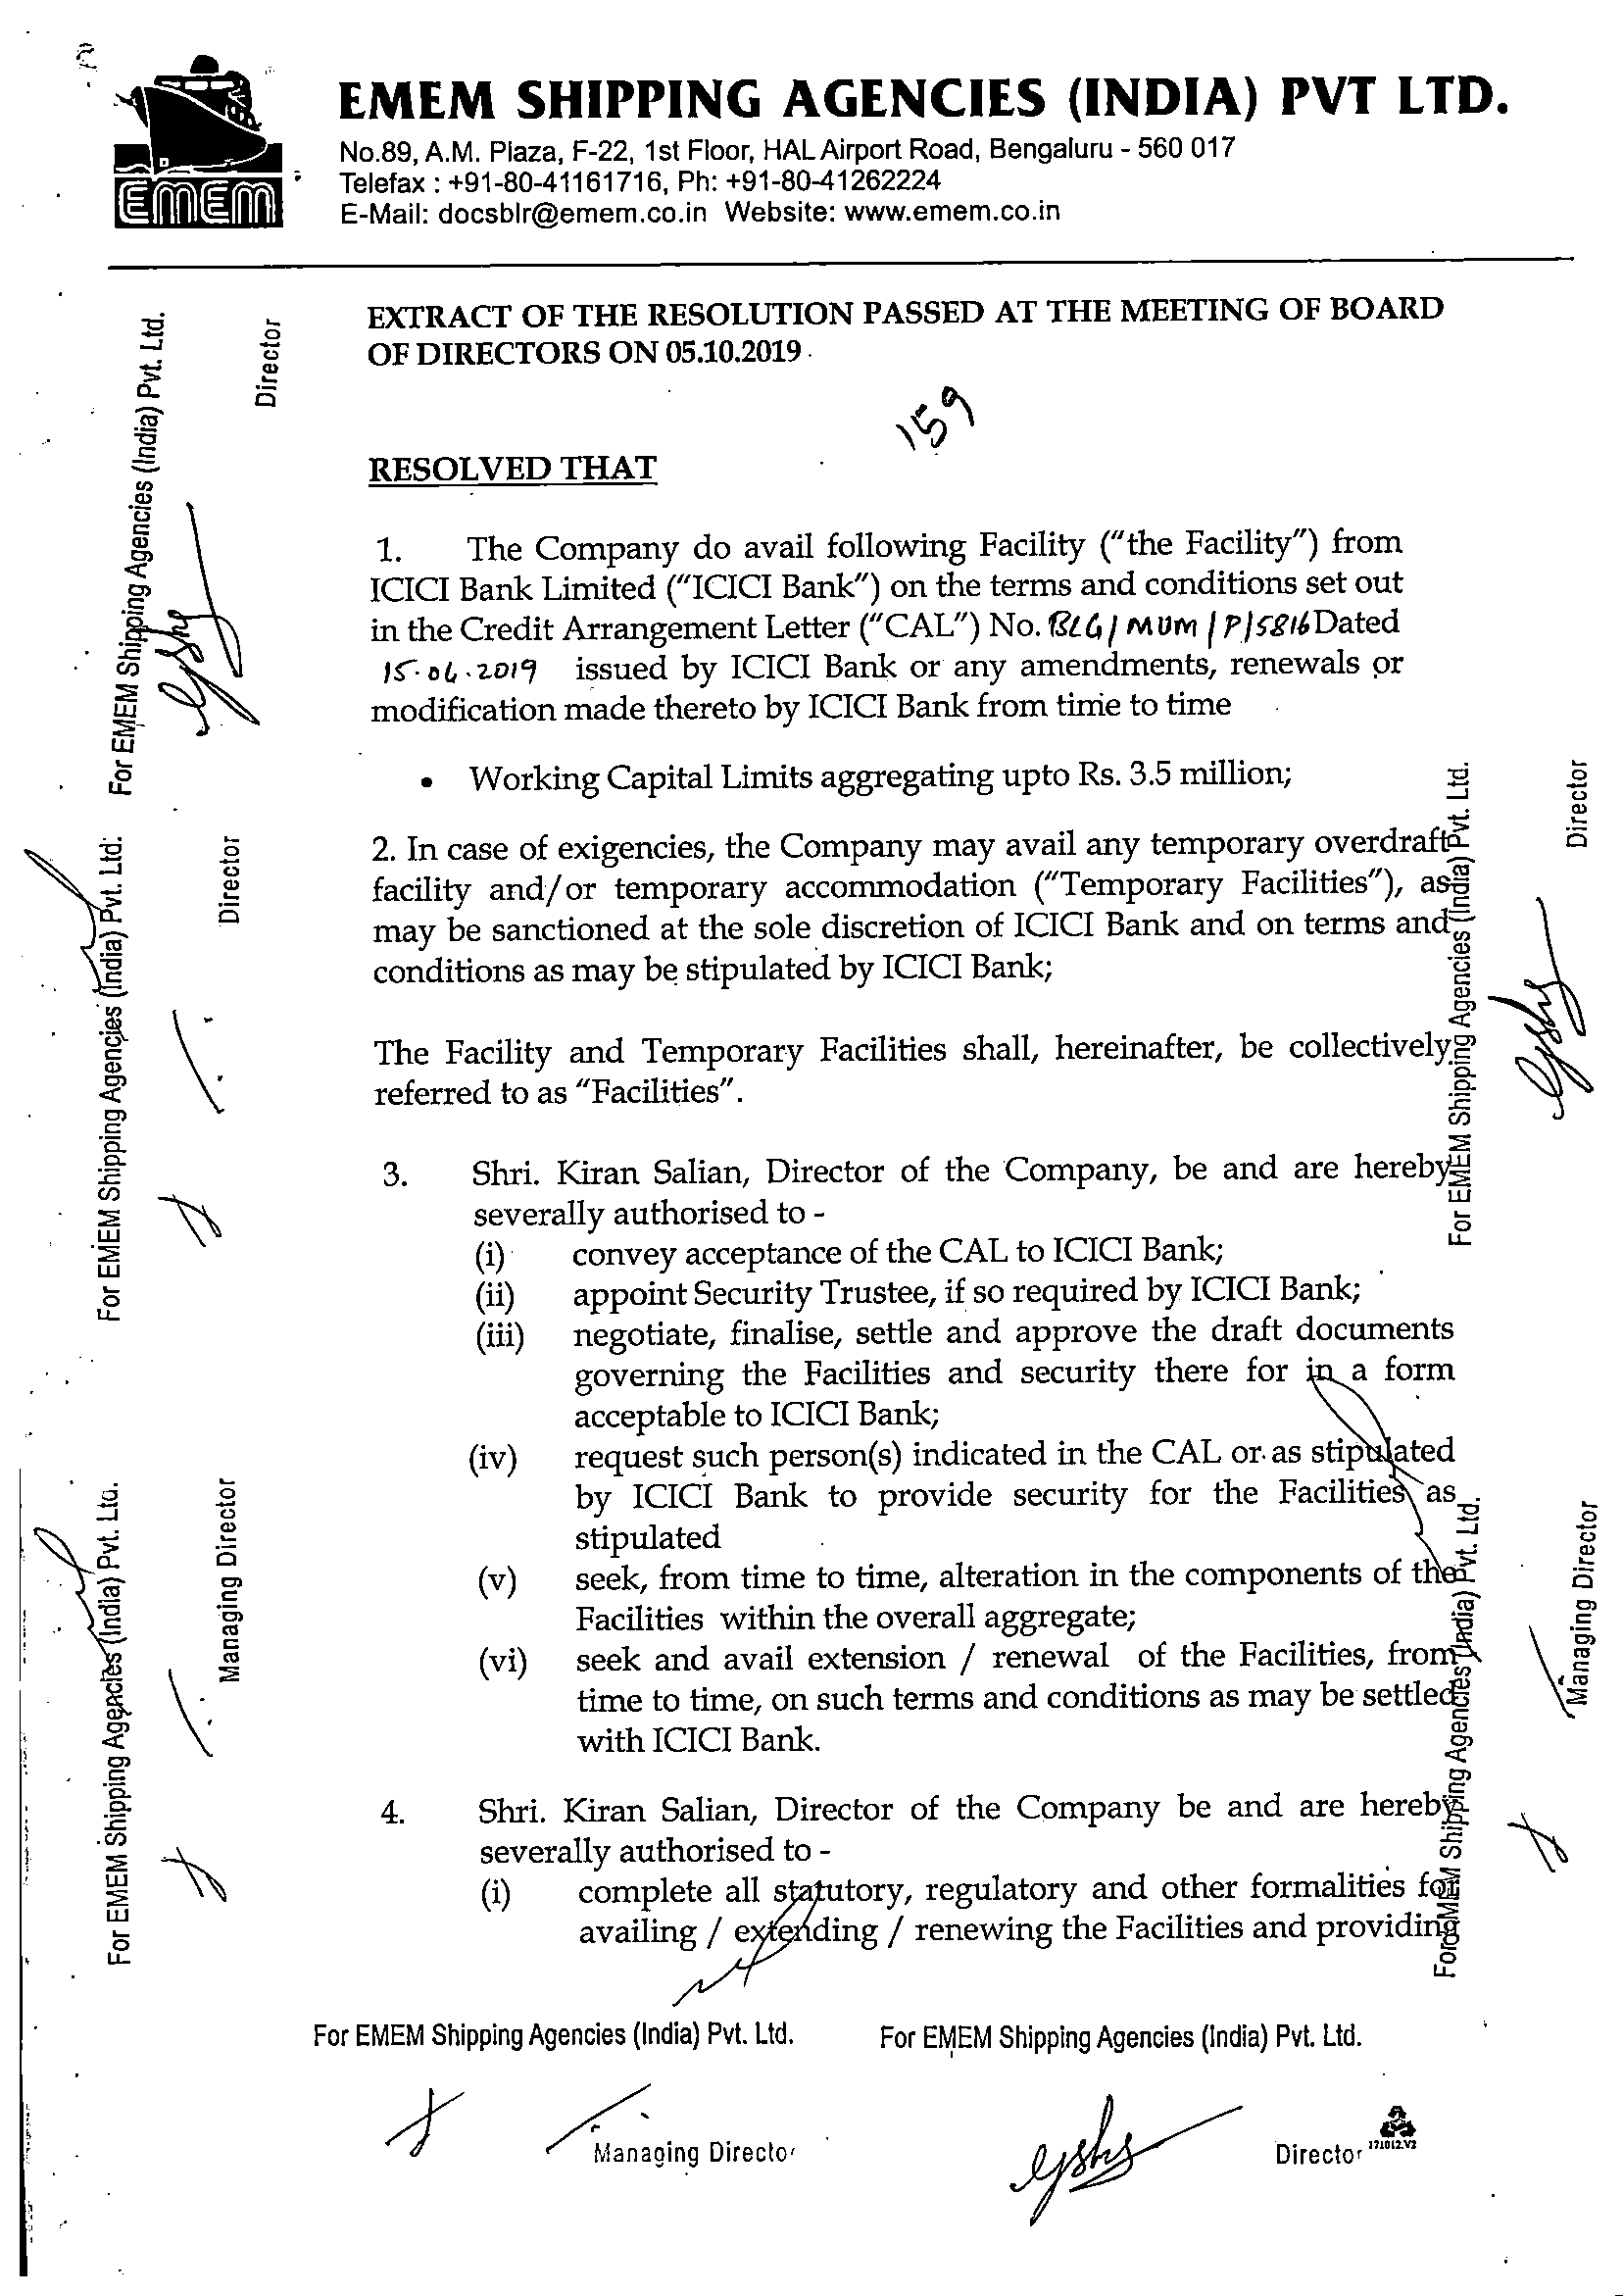 EMEM SHIPPING AGENCIES (INDIA) PVT LTD.
No.89, A.M. Plaza, F-22, 1st Floor, HAL Airport Road, Bengaluru - 560 017
Telefax : +91-80-41161716, Ph: +91-80-41262224
E-Mail: docsblr@emem.co.in Website: www.emem.co.in
EMEM
EXTRACT OF THE RESOLUTION PASSED AT THE MEETING OF BOARD
OF DIRECTORS ON 05.10.2019
159
RESOLVED THAT
1. The Company do avail following Facility ("the Facility") from
ICICI Bank Limited ("ICICI Bank") on the terms and conditions set out
in the Credit Arrangement Letter ("CAL") No. BLG/MUM/P/5816 Dated
15.06.2019 issued by ICICI Bank or any amendments, renewals or
modification made thereto by ICICI Bank from time to time
• Working Capital Limits aggregating upto Rs. 3.5 million;
2. In case of exigencies, the Company may avail any temporary overdraft
facility and/or temporary accommodation ("Temporary Facilities"), as
may be sanctioned at the sole discretion of ICICI Bank and on terms and
conditions as may be stipulated by ICICI Bank;
The Facility and Temporary Facilities shall, hereinafter, be collectively
referred to as "Facilities".
3. Shri. Kiran Salian, Director of the Company, be and are hereby
severally authorised to -
(i) convey acceptance of the CAL to ICICI Bank;
(ii) appoint Security Trustee, if so required by ICICI Bank;
(iii) negotiate, finalise, settle and approve the draft documents
governing the Facilities and security there for in a form
acceptable to ICICI Bank;
(iv) request such person(s) indicated in the CAL or as stipulated
by ICICI Bank to provide security for the Facilities as
stipulated
(v) seek, from time to time, alteration in the components of the
Facilities within the overall aggregate;
(vi) seek and avail extension / renewal of the Facilities, from
time to time, on such terms and conditions as may be settled
with ICICI Bank.
4. Shri. Kiran Salian, Director of the Company be and are hereby
severally authorised to -
(i) complete all statutory, regulatory and other formalities for
availing / extending / renewing the Facilities and providing
For EMEM Shipping Agencies (India) Pvt. Ltd.
Managing Director
For EMEM Shipping Agencies (India) Pvt. Ltd.
Director
171012.V2
For EMEM Shipping Agencies (India) Pvt. Ltd.
Director
For EMEM Shipping Agencies (India) Pvt. Ltd.
Director
For EMEM Shipping Agencies (India) Pvt. Ltd.
Managing Director
For EMEM Shipping Agencies (India) Pvt. Ltd.
Director
For EMEM Shipping Agencies (India) Pvt. Ltd.
Managing Director